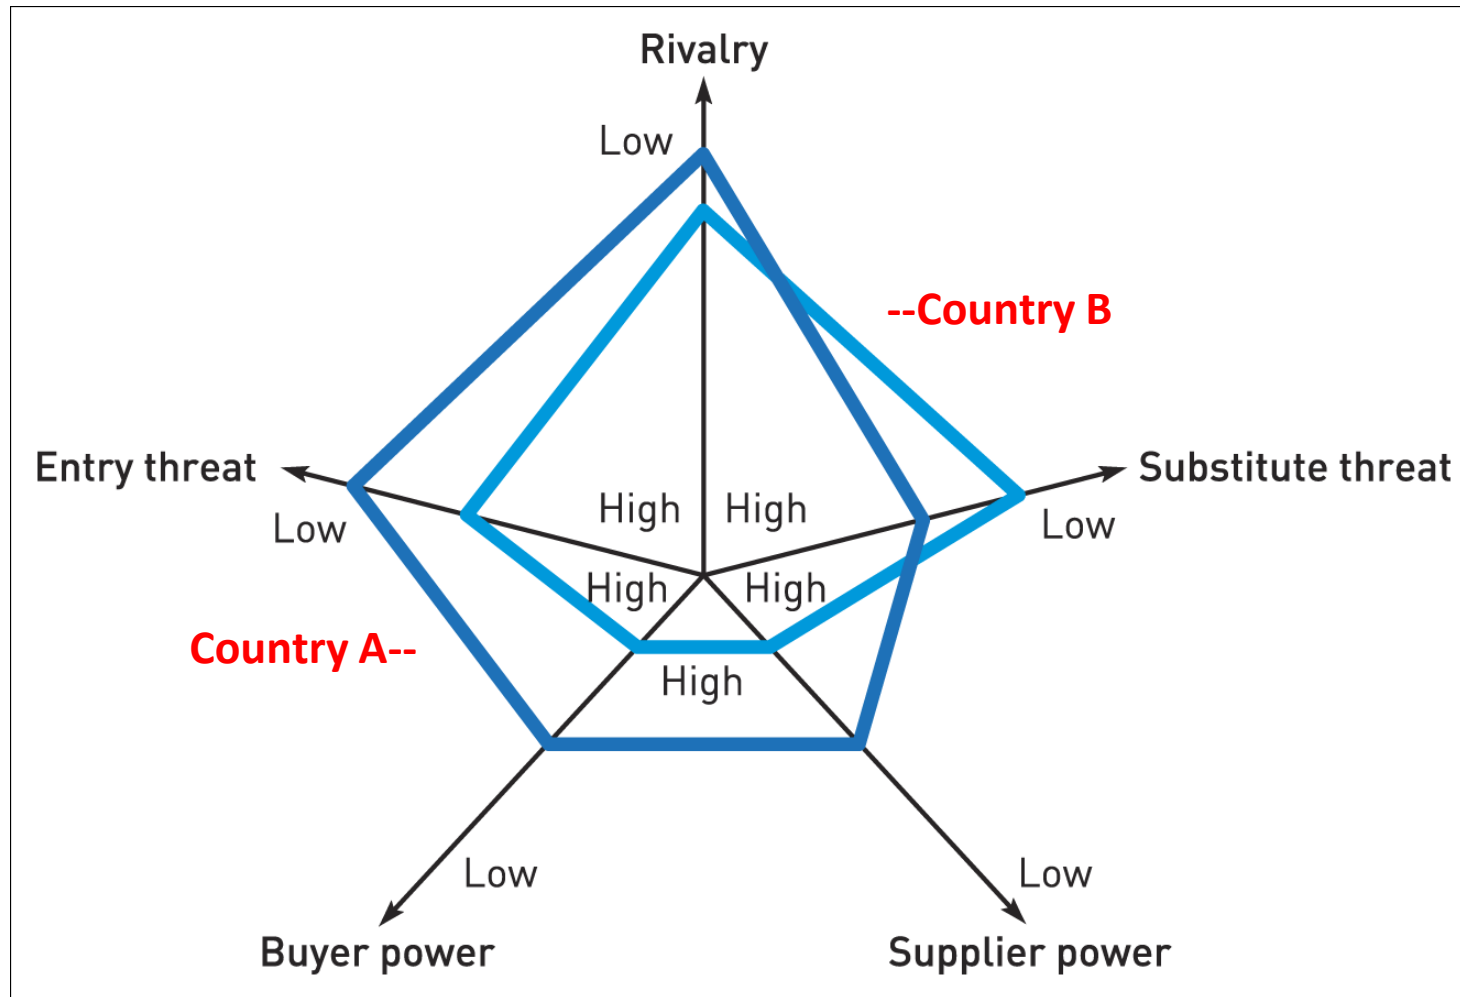 Rivalry
Low
--Country B
Entry threat
Substitute threat
High
High
Low
Low
High
High
Country A--
High
Low
Low
Buyer power
Supplier power